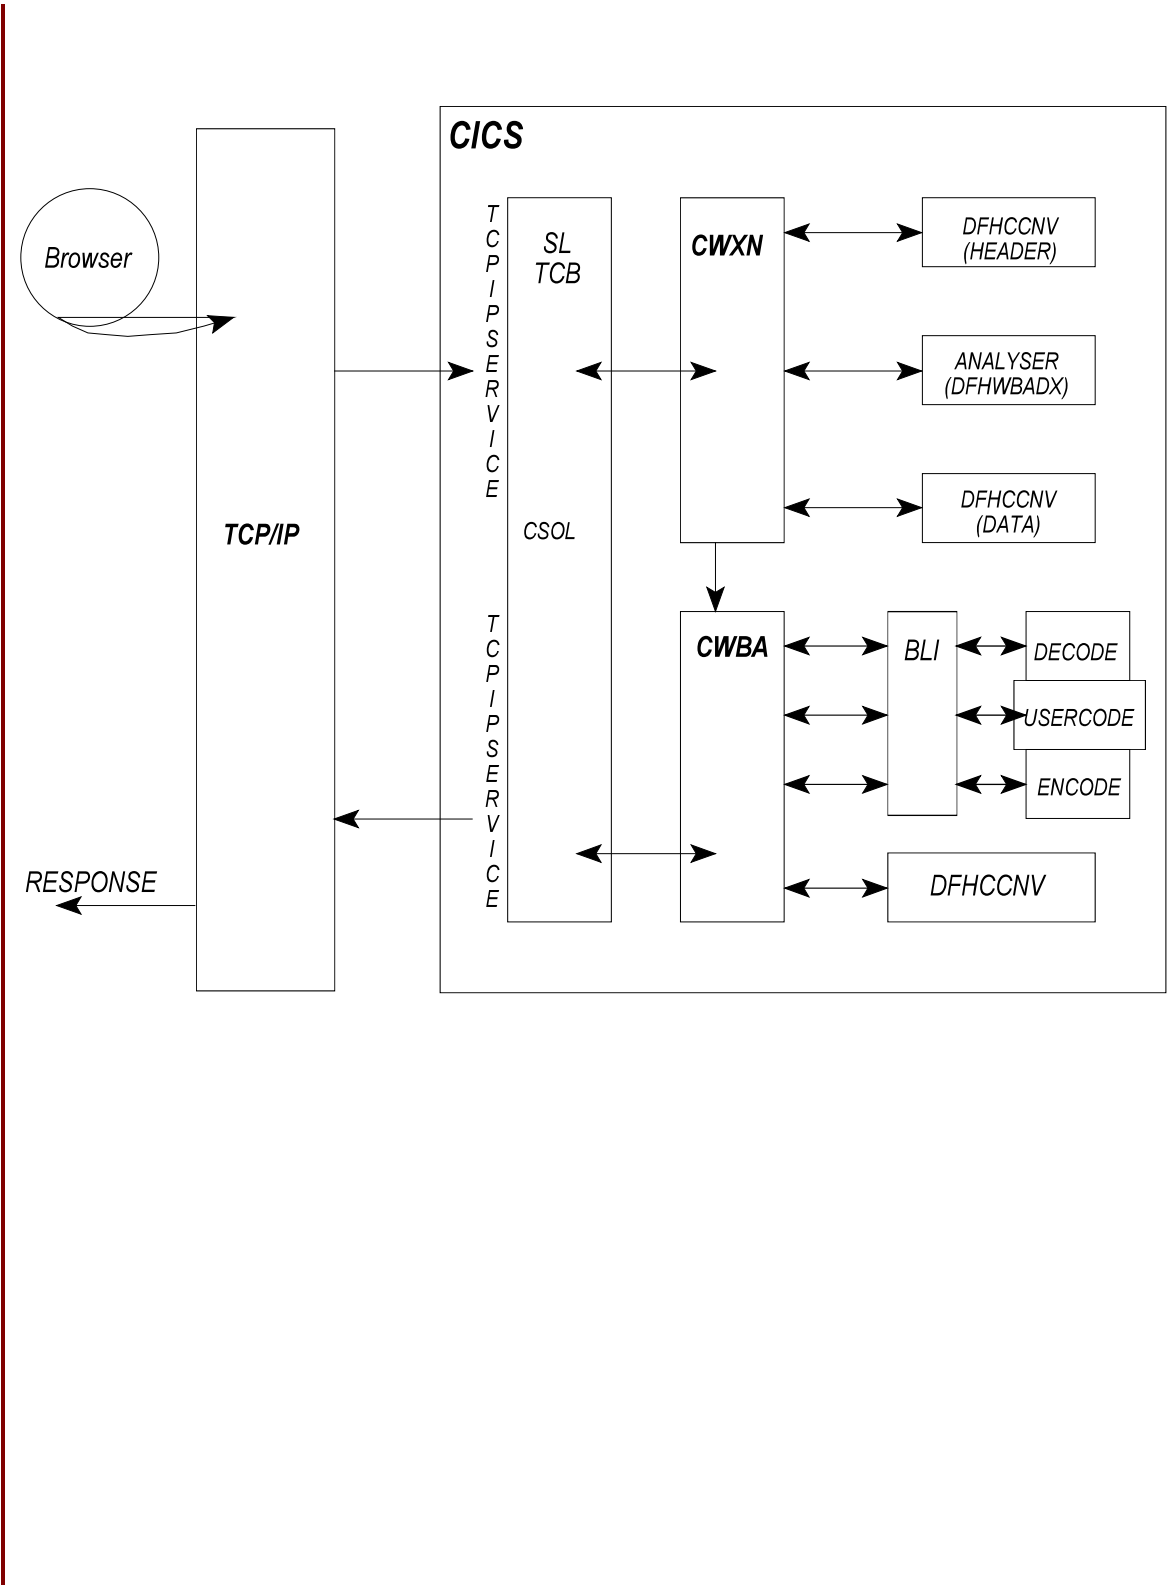 CICS
Browser
TCP/IP
TCPIPSERVICE
SL
TCB
CSOL
CWXN
DFHCCNV
(HEADER)
ANALYSER
(DFHWBADX)
DFHCCNV
(DATA)
TCPIPSERVICE
CWBA
BLI
DECODE
USERCODE
ENCODE
DFHCCNV
RESPONSE